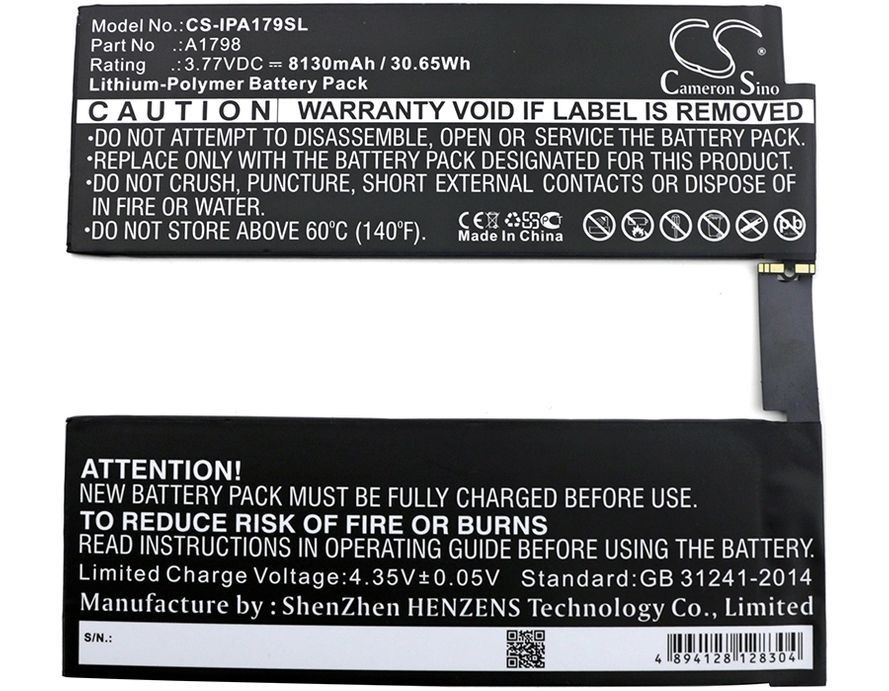 Model No.:CS-IPA179SL
Part No .:A1798
Rating .:3.77VDC ⎓ 8130mAh / 30.65Wh
Lithium-Polymer Battery Pack
CS ®
Cameron Sino
CAUTION WARRANTY VOID IF LABEL IS REMOVED
•DO NOT ATTEMPT TO DISASSEMBLE, OPEN OR SERVICE THE BATTERY PACK.
•REPLACE ONLY WITH THE BATTERY PACK DESIGNATED FOR THIS PRODUCT.
•DO NOT CRUSH, PUNCTURE, SHORT EXTERNAL CONTACTS OR DISPOSE OF
IN FIRE OR WATER.
•DO NOT STORE ABOVE 60°C (140°F).
CE
Made In China
Pb
ATTENTION!
NEW BATTERY PACK MUST BE FULLY CHARGED BEFORE USE.
TO REDUCE RISK OF FIRE OR BURNS
READ INSTRUCTIONS IN OPERATING GUIDE BEFORE USING THE BATTERY.
Limited Charge Voltage:4.35V±0.05V Standard:GB 31241-2014
Manufacture by : ShenZhen HENZENS Technology Co., Limited
S/N.:
4 894128 128304